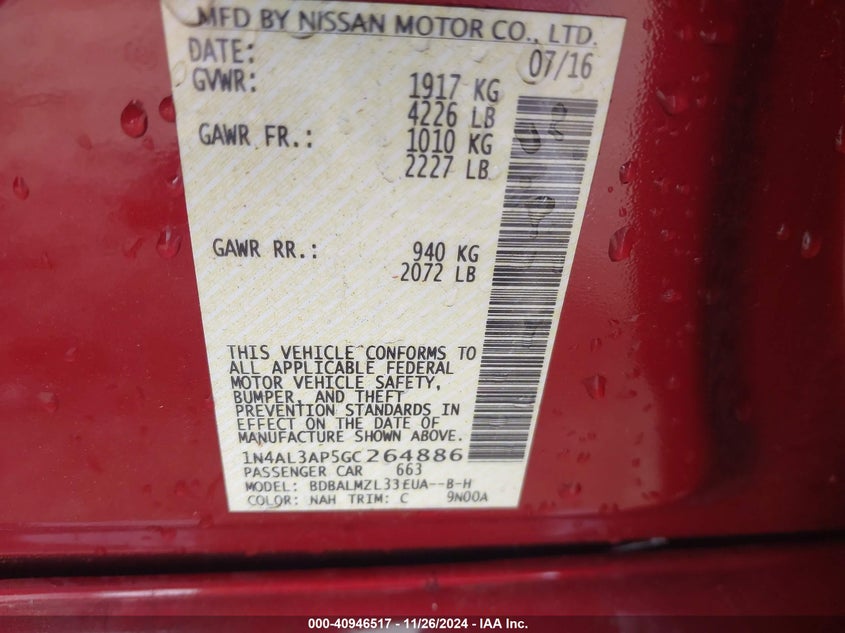 MFD BY NISSAN MOTOR CO., LTD.
DATE: 07/16
GVWR: 1917 KG
4226 LB
GAWR FR.: 1010 KG
2227 LB
GAWR RR.: 940 KG
2072 LB
THIS VEHICLE CONFORMS TO
ALL APPLICABLE FEDERAL
MOTOR VEHICLE SAFETY,
BUMPER, AND THEFT
PREVENTION STANDARDS IN
EFFECT ON THE DATE OF
MANUFACTURE SHOWN ABOVE.
1N4AL3AP5GC264886
PASSENGER CAR 663
MODEL: BDBALMZL33EUA--B-H
COLOR: NAH TRIM: C 9N00A
000-40946517 - 11/26/2024 - IAA Inc.